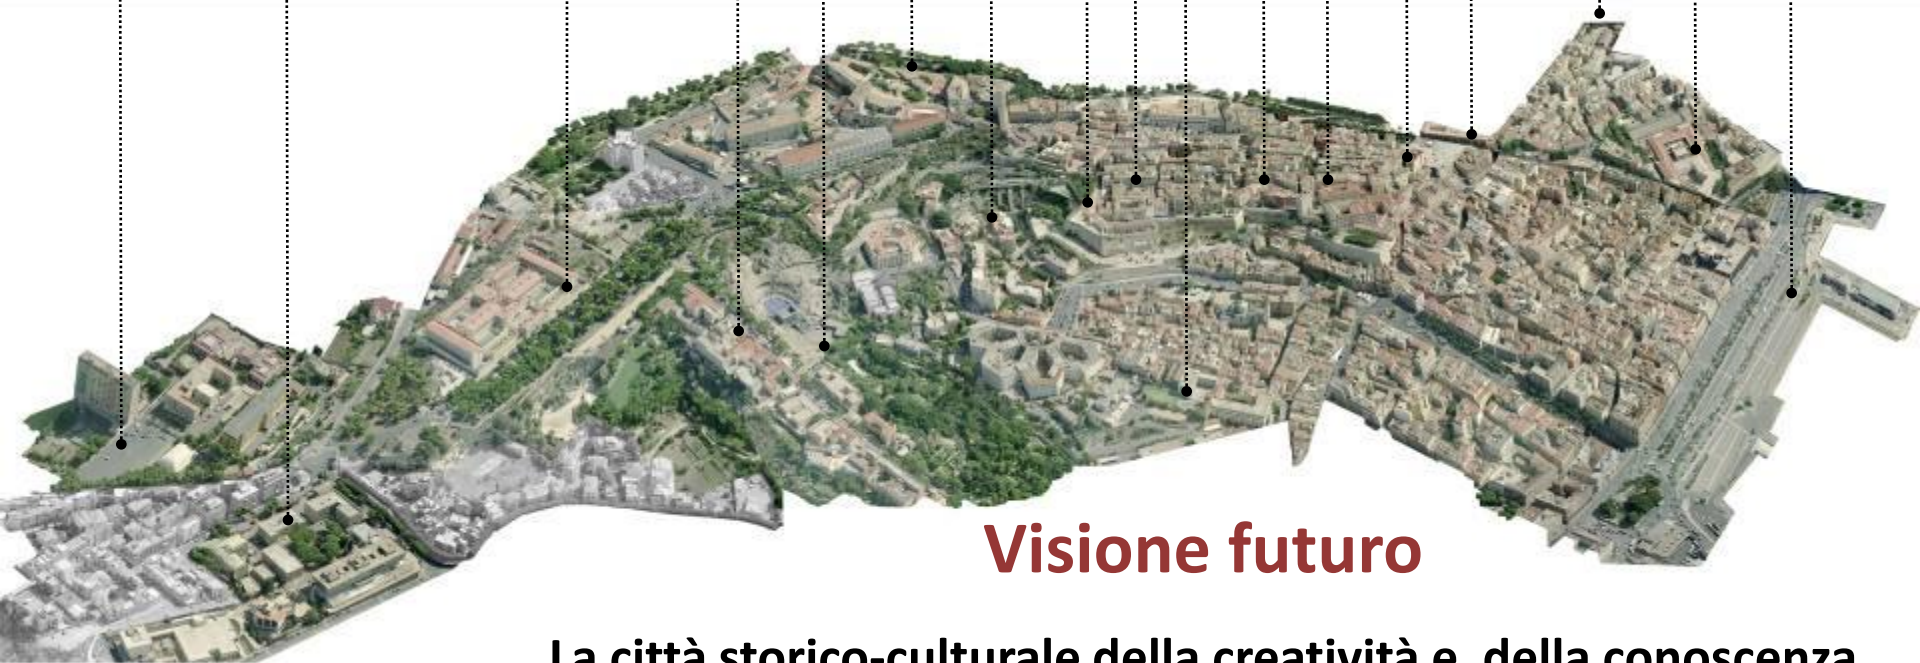 Visione futuro
La città storico-culturale della creatività e  della conoscenza